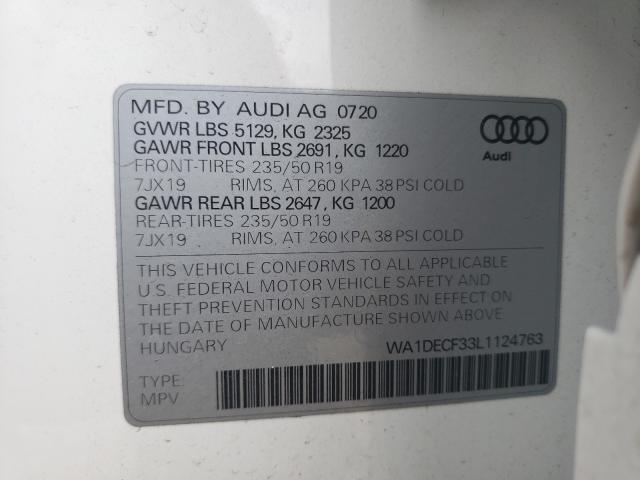 MFD. BY AUDI AG 0720
GVWR LBS 5129, KG 2325
GAWR FRONT LBS 2691, KG 1220
FRONT-TIRES 235/50 R19
7JX19 RIMS, AT 260 KPA 38 PSI COLD
GAWR REAR LBS 2647, KG 1200
REAR-TIRES 235/50 R19
7JX19 RIMS, AT 260 KPA 38 PSI COLD
Audi
THIS VEHICLE CONFORMS TO ALL APPLICABLE
U.S. FEDERAL MOTOR VEHICLE SAFETY AND
THEFT PREVENTION STANDARDS IN EFFECT ON
THE DATE OF MANUFACTURE SHOWN ABOVE.
HUNGARY WA1DECF33L1124763
TYPE:
MPV